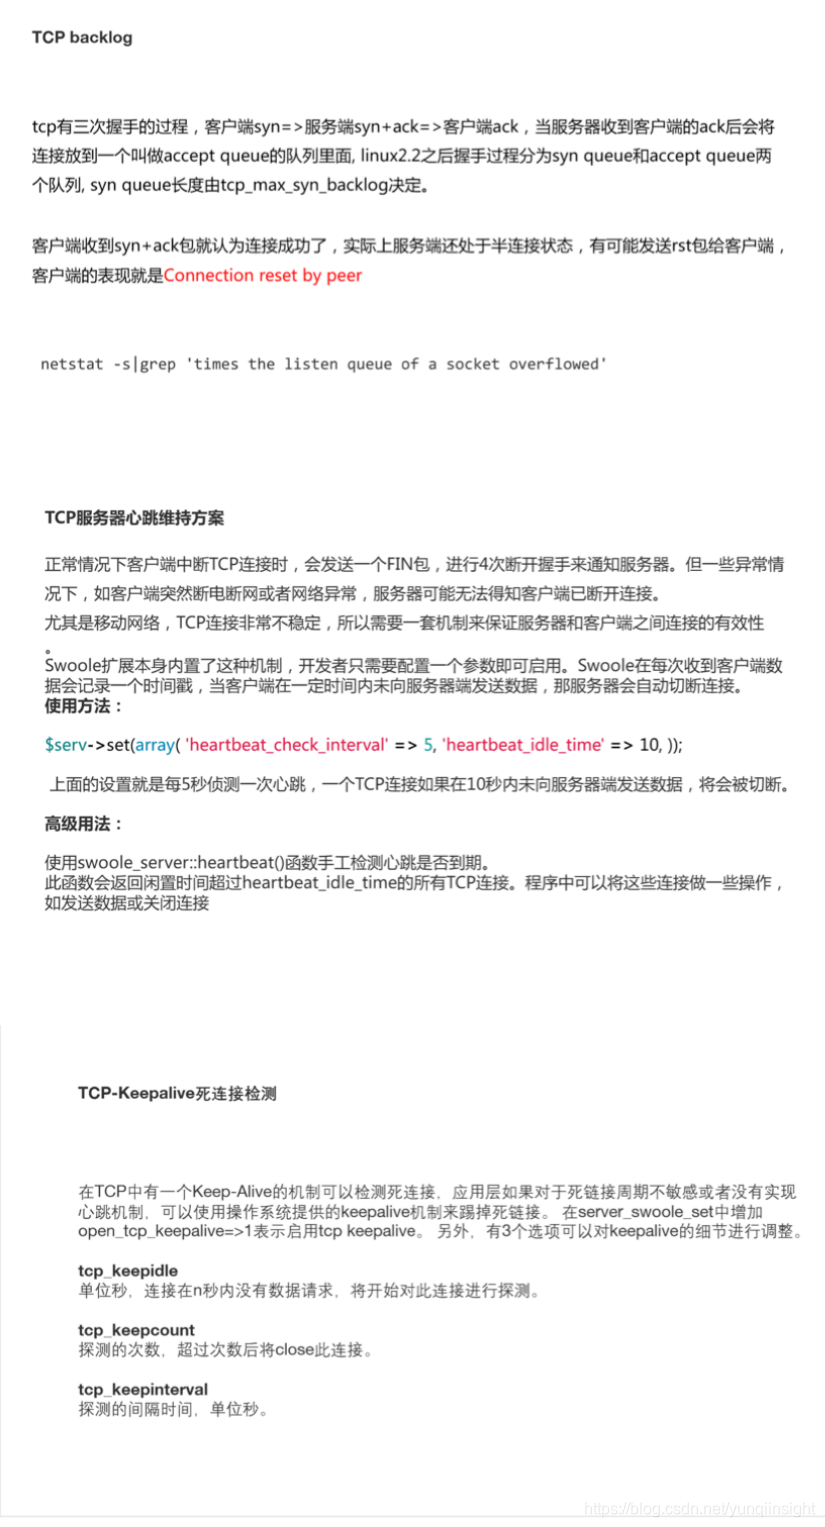 TCP backlog
tcp有三次握手的过程，客户端syn=>服务端syn+ack=>客户端ack，当服务器收到客户端的ack后会将
连接放到一个叫做accept queue的队列里面, linux2.2之后握手过程分为syn queue和accept queue两
个队列, syn queue长度由tcp_max_syn_backlog决定。
客户端收到syn+ack包就认为连接成功了，实际上服务端还处于半连接状态，有可能发送rst包给客户端，
客户端的表现就是Connection reset by peer
netstat -s|grep 'times the listen queue of a socket overflowed'
TCP服务器心跳维持方案
正常情况下客户端中断TCP连接时，会发送一个FIN包，进行4次断开握手来通知服务器。但一些异常情
况下，如客户端突然断电断网或者网络异常，服务器可能无法得知客户端已断开连接。
尤其是移动网络，TCP连接非常不稳定，所以需要一套机制来保证服务器和客户端之间连接的有效性
。
Swoole扩展本身内置了这种机制，开发者只需要配置一个参数即可启用。Swoole在每次收到客户端数
据会记录一个时间戳，当客户端在一定时间内未向服务器端发送数据，那服务器会自动切断连接。
使用方法：
$serv->set(array( 'heartbeat_check_interval' => 5, 'heartbeat_idle_time' => 10, ));
上面的设置就是每5秒侦测一次心跳，一个TCP连接如果在10秒内未向服务器端发送数据，将会被切断。
高级用法：
使用swoole_server::heartbeat()函数手工检测心跳是否到期。
此函数会返回闲置时间超过heartbeat_idle_time的所有TCP连接。程序中可以将这些连接做一些操作，
如发送数据或关闭连接
TCP-Keepalive死连接检测
在TCP中有一个Keep-Alive的机制可以检测死连接，应用层如果对于死链接周期不敏感或者没有实现
心跳机制，可以使用操作系统提供的keepalive机制来踢掉死链接。 在server_swoole_set中增加
open_tcp_keepalive=>1表示启用tcp keepalive。 另外，有3个选项可以对keepalive的细节进行调整。
tcp_keepidle
单位秒，连接在n秒内没有数据请求，将开始对此连接进行探测。
tcp_keepcount
探测的次数，超过次数后将close此连接。
tcp_keepinterval
探测的间隔时间，单位秒。
https://blog.csdn.net/yunqiinsight